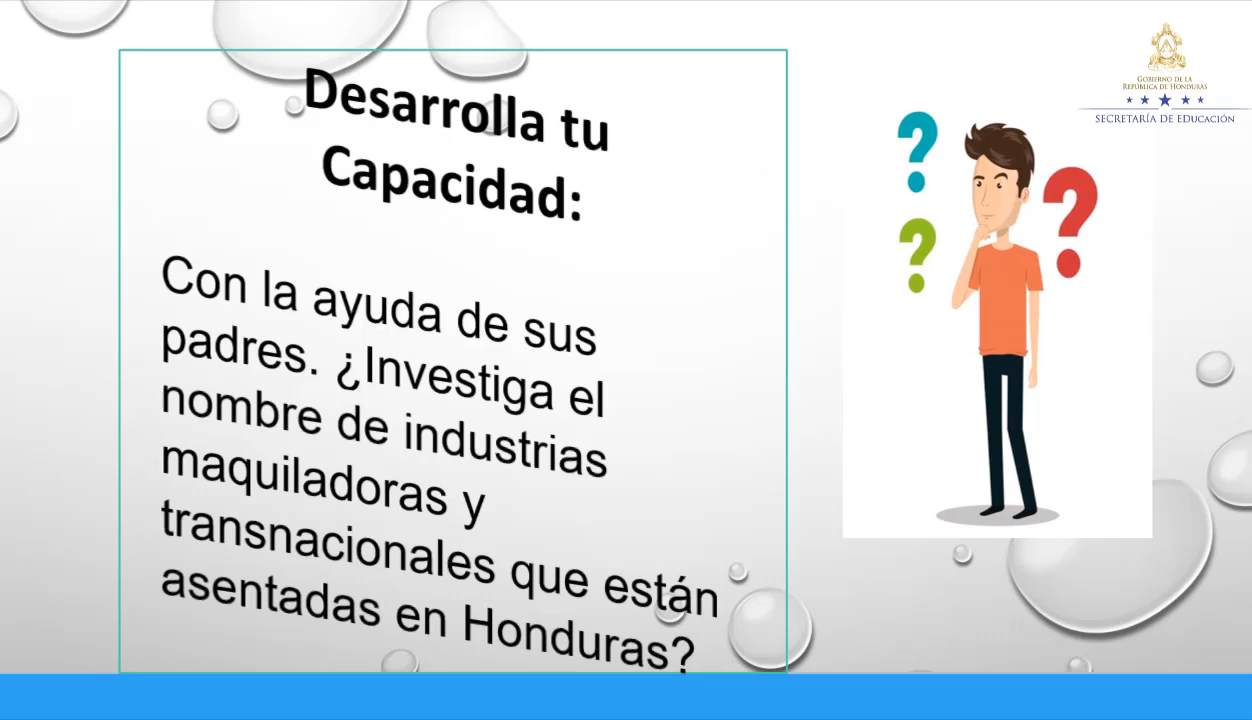 Desarrolla tu
Capacidad:
Con la ayuda de sus
padres. ¿Investiga el
nombre de industrias
maquiladoras y
transnacionales que están
asentadas en Honduras?
?
?
?
GOBIERNO DE LA
REPÚBLICA DE HONDURAS
SECRETARÍA DE EDUCACIÓN